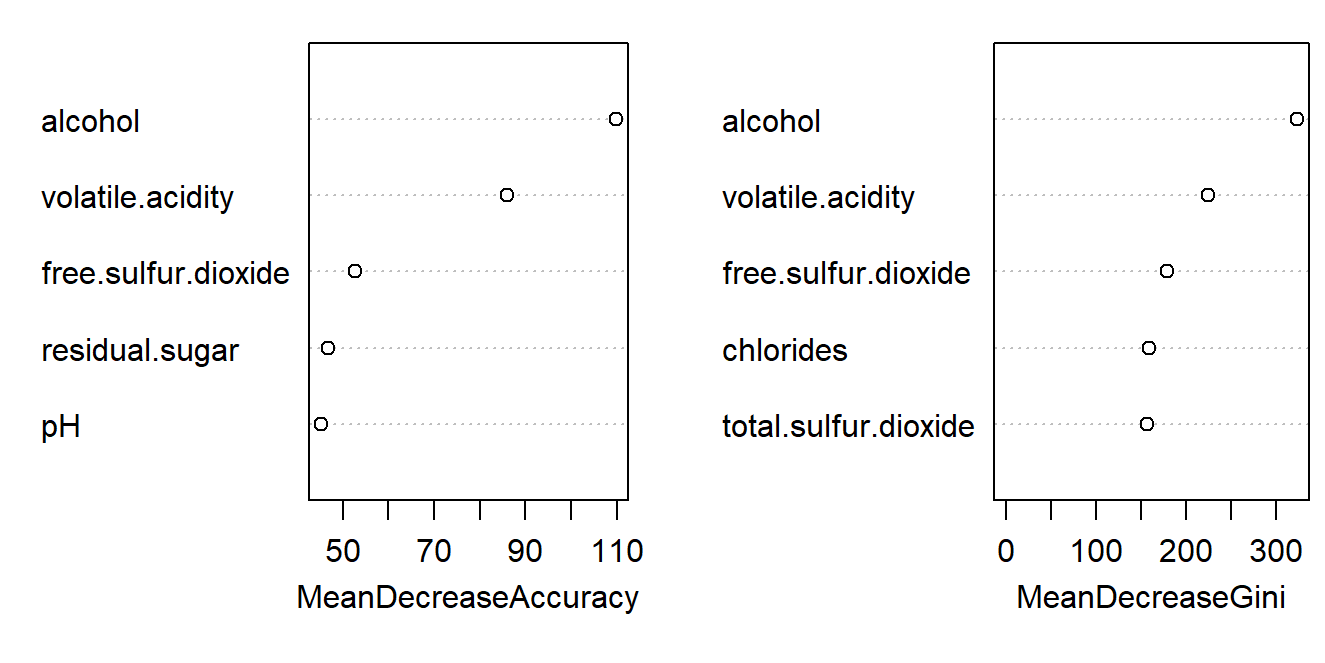 alcohol
volatile.acidity
free.sulfur.dioxide
residual.sugar
pH
50 70 90 110
MeanDecreaseAccuracy
alcohol
volatile.acidity
free.sulfur.dioxide
chlorides
total.sulfur.dioxide
0 100 200 300
MeanDecreaseGini